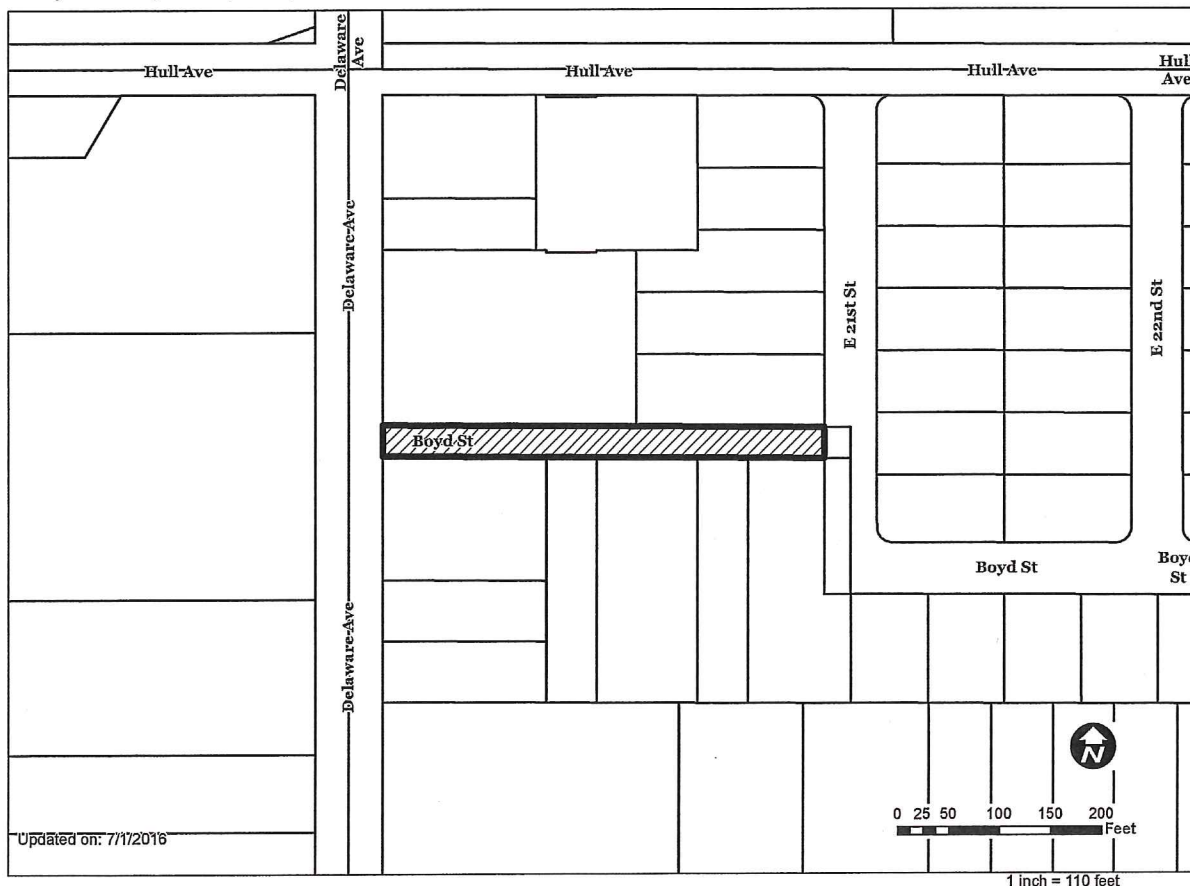 Delaware
Ave
Hull Ave
Hull Ave
Hull Ave
Hull
Ave
Delaware Ave
E 21st St
E 22nd St
Boyd St
Boyd St
Boyd
St
Delaware Ave
N
0 25 50 100 150 200
Feet
Updated on: 7/1/2016
1 inch = 110 feet